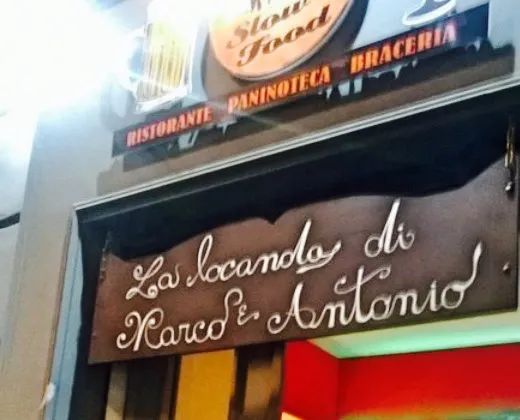 Slow
Food
RISTORANTE PANINOTECA BRACERIA
La locanda di
Marco e Antonio